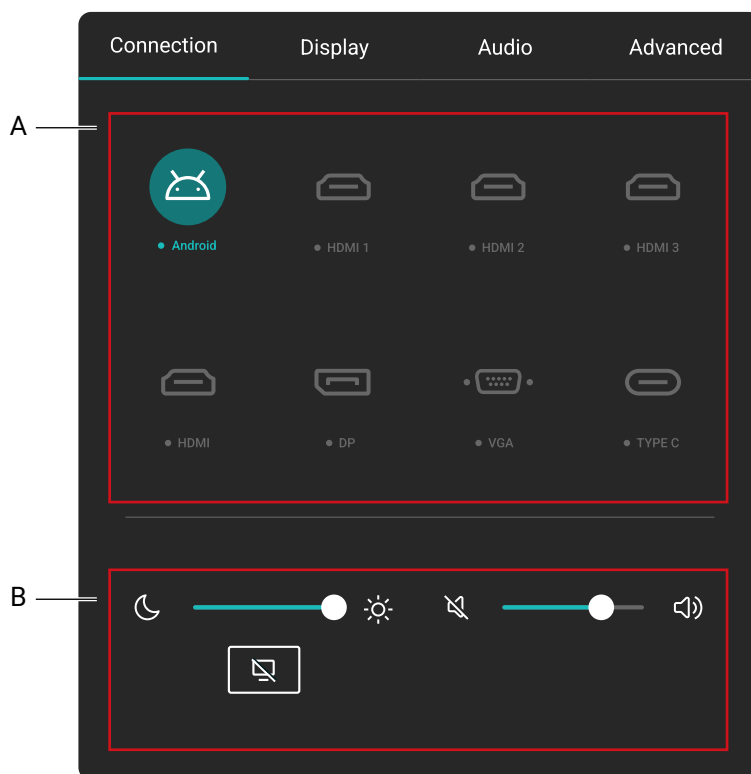 Connection Display Audio Advanced
A
Android HDMI 1 HDMI 2 HDMI 3
HDMI DP VGA TYPE C
B